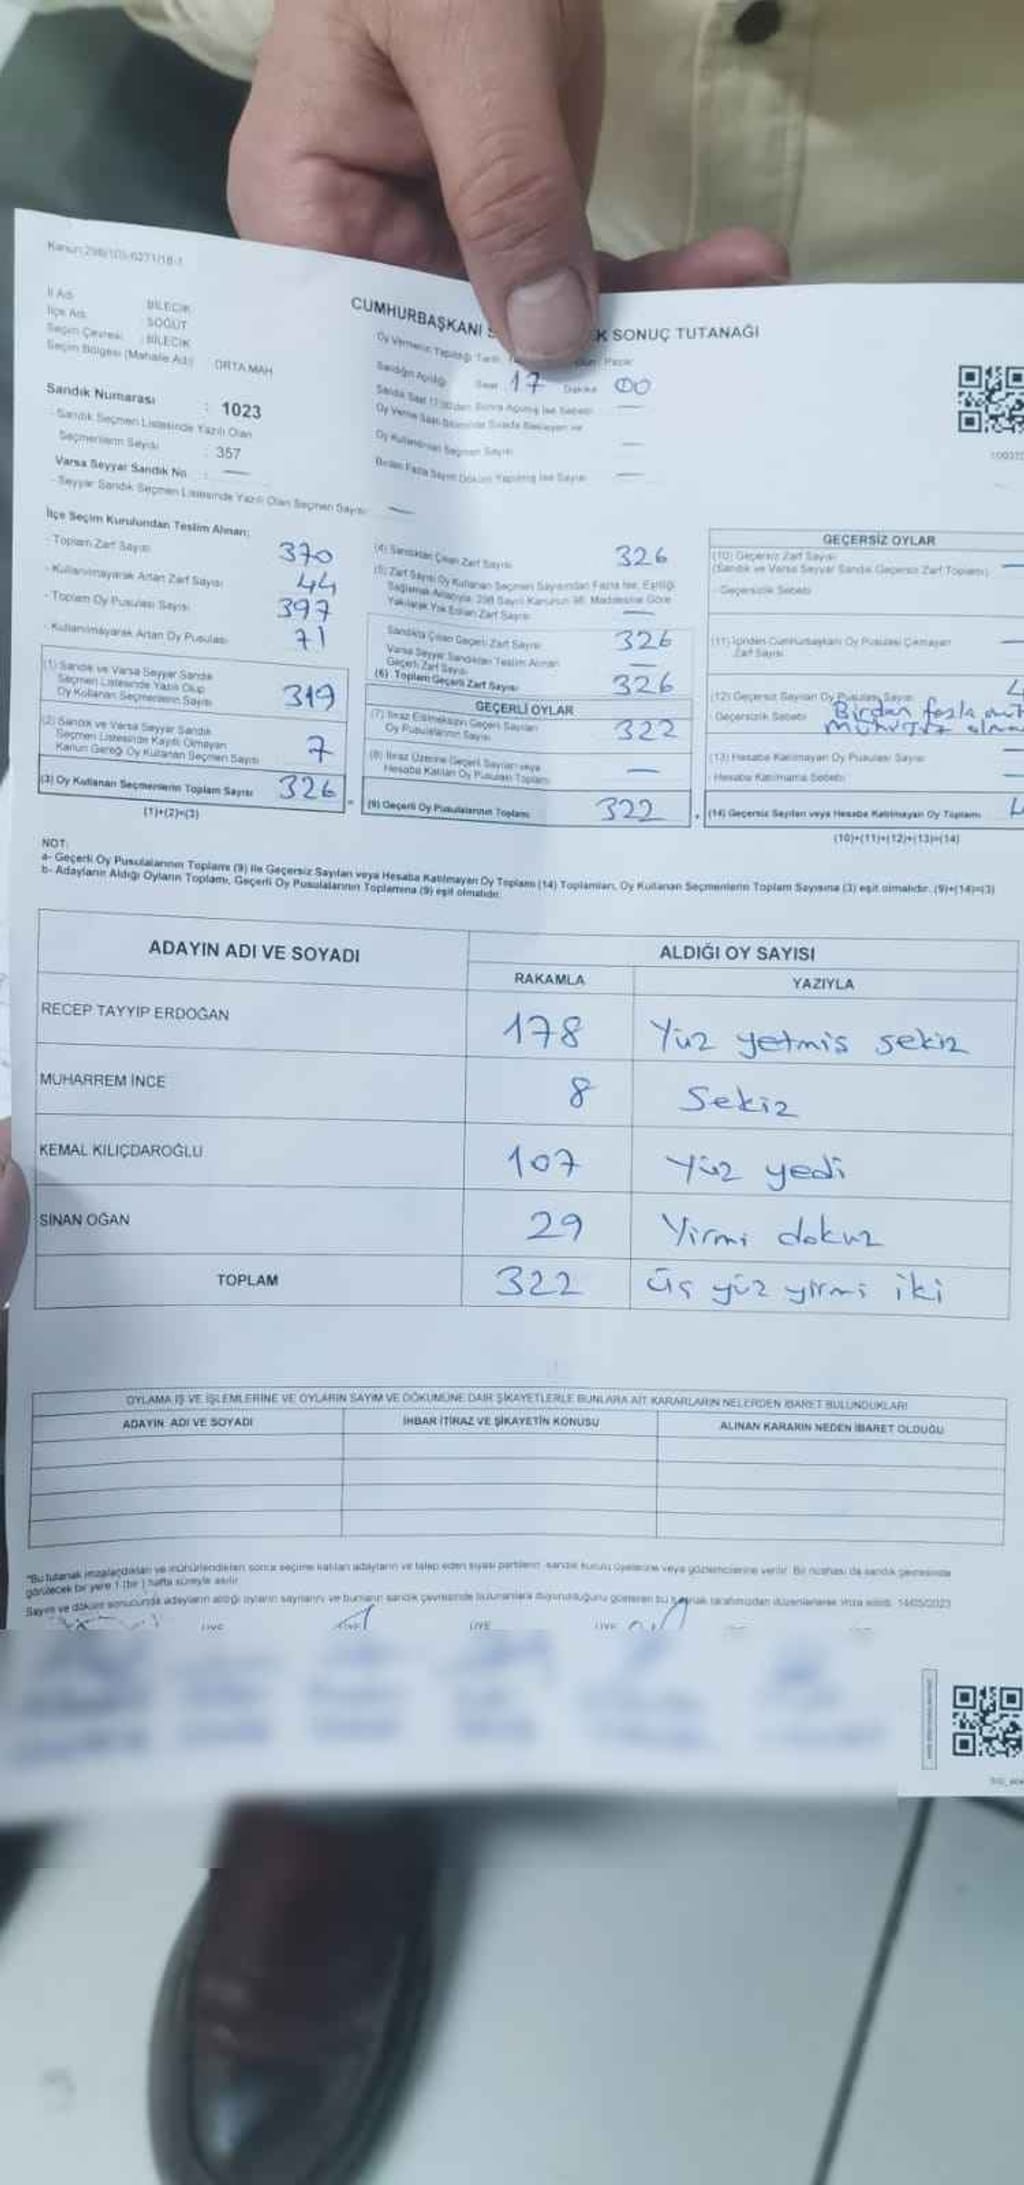 Kanun:298/105-6271/18-1
İl Adı BİLECİK
İlçe Adı SÖĞÜT
Seçim Çevresi : BİLECİK
Seçim Bölgesi (Mahalle Adı) ORTA MAH
Sandık Numarası : 1023
- Sandık Seçmen Listesinde Yazılı Olan
Seçmenlerin Sayısı : 357
Varsa Seyyar Sandık No : —
- Seyyar Sandık Seçmen Listesinde Yazılı Olan Seçmen Sayısı —
CUMHURBAŞKANI S K SONUÇ TUTANAĞI
Oy Vermenin Yapıldığı Tarih Pazar
Sandığın Açıldığı Saat 17 Dakika 00
Sanda Saat 17:00'den Sonra Açılmış İse Sebebi —
Oy Verme Saati Bitiminde Sırada Bekleyen ve
Oy Kullandırılan Seçmen Sayısı —
Birden Fazla Sayım Döküm Yapılmış İse Sayısı —
İlçe Seçim Kurulundan Teslim Alınan;
- Toplam Zarf Sayısı 370
- Kullanılmayarak Artan Zarf Sayısı 44
- Toplam Oy Pusulası Sayısı 397
- Kullanılmayarak Artan Oy Pusulası 71
(1) Sandık ve Varsa Seyyar Sandık
Seçmen Listesinde Yazılı Olup
Oy Kullanan Seçmenlerin Sayısı 319
(2) Sandık ve Varsa Seyyar Sandık
Seçmen Listesinde Kayıtlı Olmayan
Kanun Gereği Oy Kullanan Seçmen Sayısı 7
(3) Oy Kullanan Seçmenlerin Toplam Sayısı 326
(1)+(2)=(3)
(4) Sandıktan Çıkan Zarf Sayısı 326
(5) Zarf Sayısı Oy Kullanan Seçmen Sayısından Fazla İse, Eşitliği
Sağlamak Amacıyla, 298 Sayılı Kanunun 98. Maddesine Göre
Yakılarak Yok Edilen Zarf Sayısı —
Sandıkta Çıkan Geçerli Zarf Sayısı 326
Varsa Seyyar Sandıktan Teslim Alınan
Geçerli Zarf Sayısı —
(6) Toplam Geçerli Zarf Sayısı 326
GEÇERLİ OYLAR
(7) İtiraz Edilmeksizin Geçerli Sayılan
Oy Pusulalarının Sayısı 322
(8) İtiraz Üzerine Geçerli Sayılan veya
Hesaba Katılan Oy Pusulası Toplamı —
(9) Geçerli Oy Pusulalarının Toplamı 322
GEÇERSİZ OYLAR
(10) Geçersiz Zarf Sayısı
(Sandık ve Varsa Seyyar Sandık Geçersiz Zarf Toplamı) —
- Geçersizlik Sebebi
(11) İçinden Cumhurbaşkanı Oy Pusulası Çıkmayan
Zarf Sayısı —
(12) Geçersiz Sayılan Oy Pusulası Sayısı 4
Geçersizlik Sebebi Birden fazla
(13) Hesaba Katılmayan Oy Pusulası Sayısı —
- Hesaba Katılmama Sebebi —
(14) Geçersiz Sayılan veya Hesaba Katılmayan Oy Toplamı
(10)+(11)+(12)+(13)=(14)
NOT:
a- Geçerli Oy Pusulalarının Toplamı (9) ile Geçersiz Sayılan veya Hesaba Katılmayan Oy Toplamı (14) Toplamları, Oy Kullanan Seçmenlerin Toplam Sayısına (3) eşit olmalıdır. (9)+(14)=(3)
b- Adayların Aldığı Oyların Toplamı, Geçerli Oy Pusulalarının Toplamına (9) eşit olmalıdır.
ADAYIN ADI VE SOYADI ALDIĞI OY SAYISI
RAKAMLA YAZIYLA
RECEP TAYYİP ERDOĞAN 178 Yüz yetmis sekiz
MUHARREM İNCE 8 Sekiz
KEMAL KILIÇDAROĞLU 107 Yüz yedi
SİNAN OĞAN 29 Yirmi dokuz
TOPLAM 322 üç yüz yirmi iki
OYLAMA İŞ VE İŞLEMLERİNE VE OYLARIN SAYIM VE DÖKÜMÜNE DAİR ŞİKAYETLERLE BUNLARA AİT KARARLARIN NELERDEN İBARET BULUNDUKLARI
ADAYIN ADI VE SOYADI İHBAR İTİRAZ VE ŞİKAYETİN KONUSU ALINAN KARARIN NEDEN İBARET OLDUĞU
"Bu tutanak imzalandıktan ve mühürlendikten sonra seçime katılan adayların ve talep eden siyasi partilerin sandık kurulu üyelerine veya gözlemcilerine verilir. Bir nüshası da sandık çevresinde
görülecek bir yere 1 (bir) hafta süreyle asılır.
Sayım ve döküm sonucunda adayların aldığı oyların sayılarını ve bunların sandık çevresinde bulunanlara duyurulduğunu gösteren bu tutanak tarafımızdan düzenlenerek imza edildi. 14/05/2023